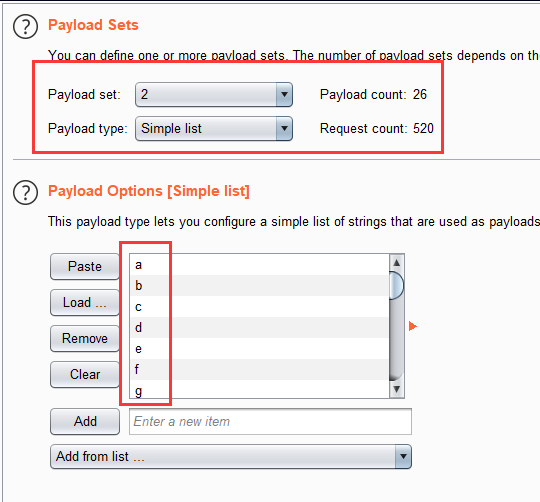 Payload Sets
You can define one or more payload sets. The number of payload sets depends on th
Payload set: 2 Payload count: 26
Payload type: Simple list Request count: 520
Payload Options [Simple list]
This payload type lets you configure a simple list of strings that are used as payloads
Paste a
b
Load ... c
d
Remove e
Clear f
g
Add Enter a new item
Add from list ...